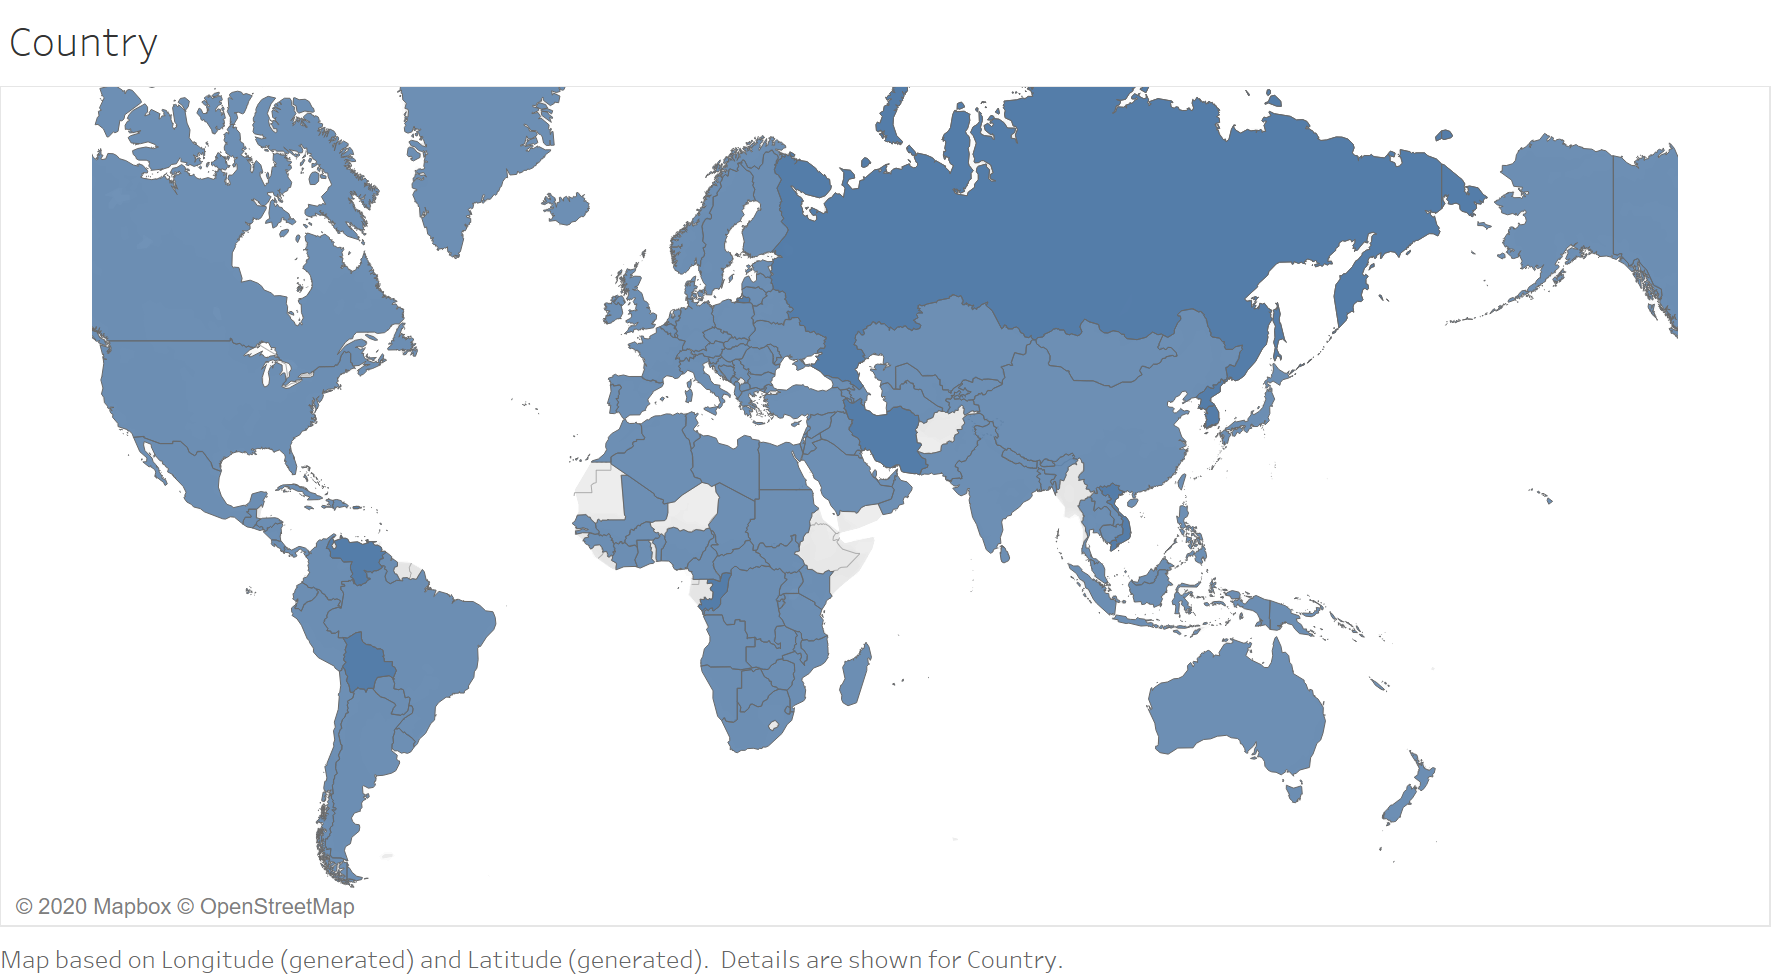 Country
© 2020 Mapbox © OpenStreetMap
Map based on Longitude (generated) and Latitude (generated).  Details are shown for Country.